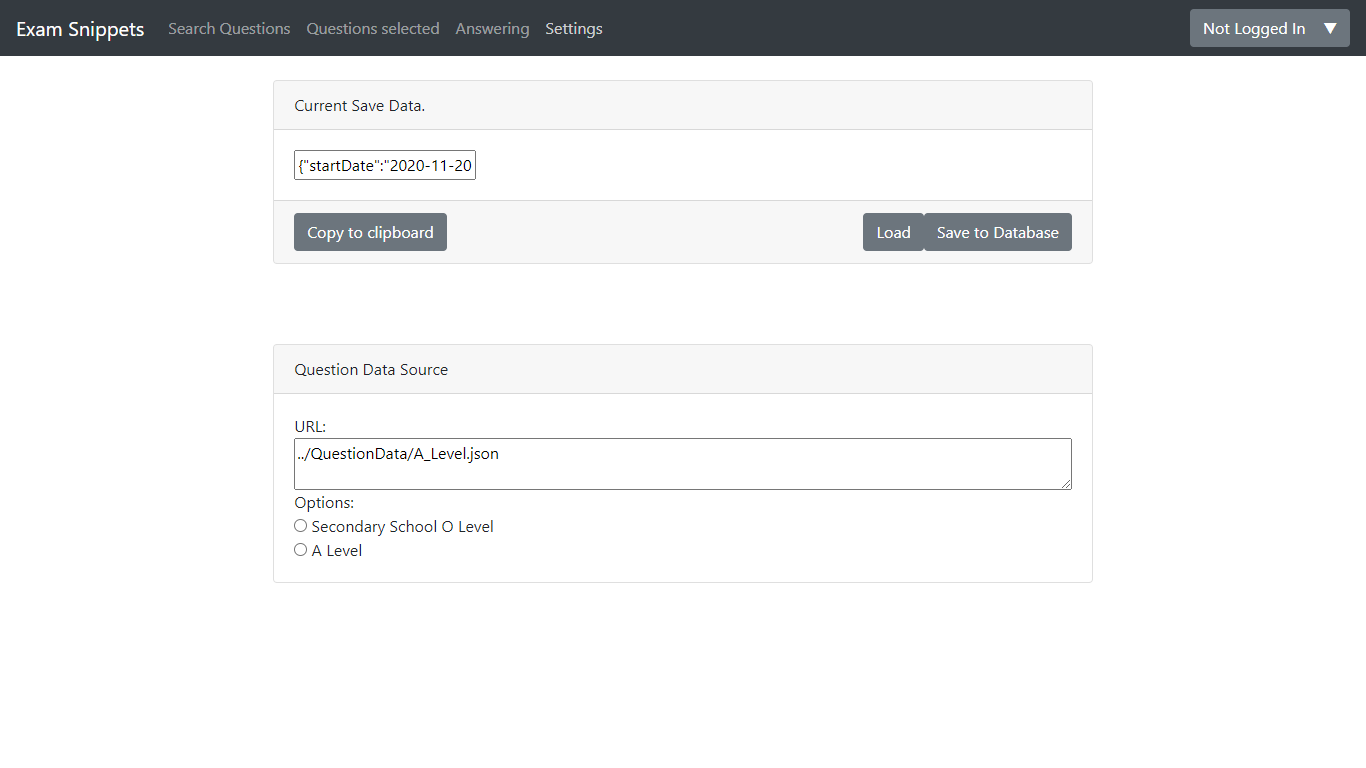 Exam Snippets Search Questions Questions selected Answering Settings Not Logged In ▼
Current Save Data.
{"startDate":"2020-11-20
Copy to clipboard Load Save to Database
Question Data Source
URL:
../QuestionData/A_Level.json
Options:
Secondary School O Level
A Level